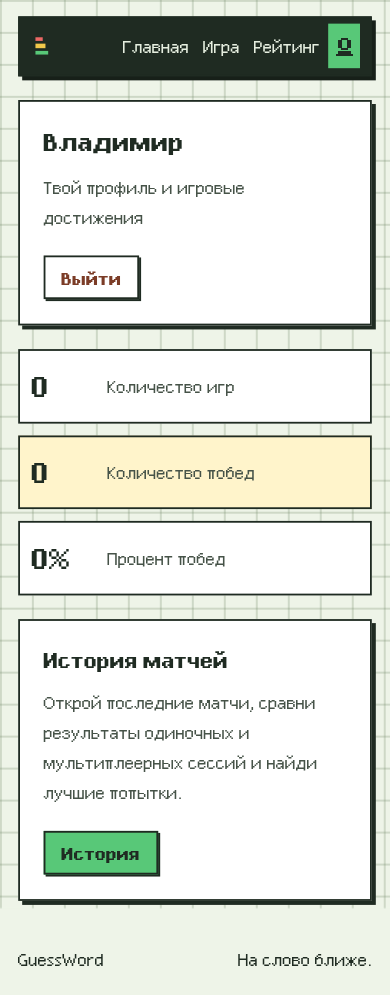 Главная Игра Рейтинг
Владимир
Твой профиль и игровые
достижения
Выйти
0 Количество игр
0 Количество побед
0% Процент побед
История матчей
Открой последние матчи, сравни
результаты одиночных и
мультиплеерных сессий и найди
лучшие попытки.
История
GuessWord На слово ближе.